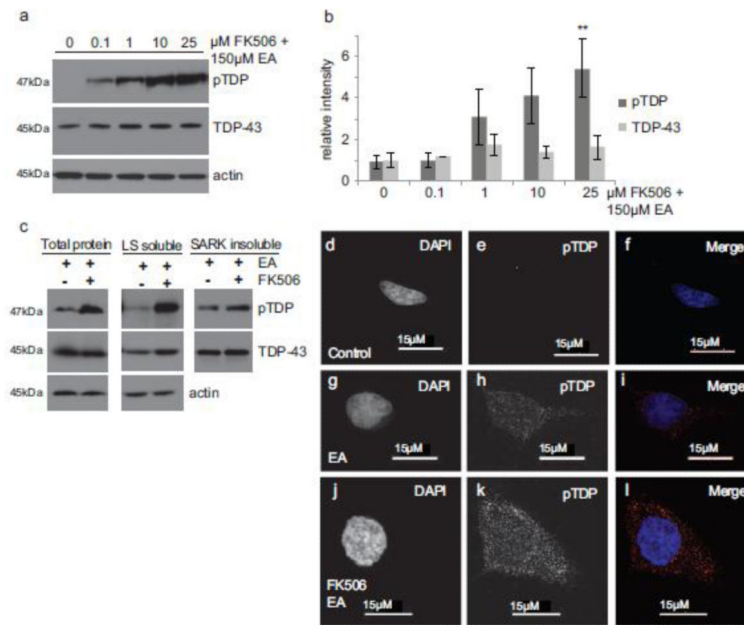 a
0 0.1 1 10 25 µM FK506 +
150µM EA
47kDa pTDP
45kDa TDP-43
45kDa actin
b
relative intensity
6
4
2
0
**
pTDP
TDP-43
0 0.1 1 10 25 µM FK506 +
150µM EA
c
Total protein LS soluble SARK insoluble
+ + + + + + EA
- + - + - + FK506
47kDa pTDP
45kDa TDP-43
45kDa actin
d DAPI
Control 15µM
e pTDP
15µM
f Merge
15µM
g DAPI
EA 15µM
h pTDP
15µM
i Merge
15µM
j DAPI
FK506
EA 15µM
k pTDP
15µM
l Merge
15µM